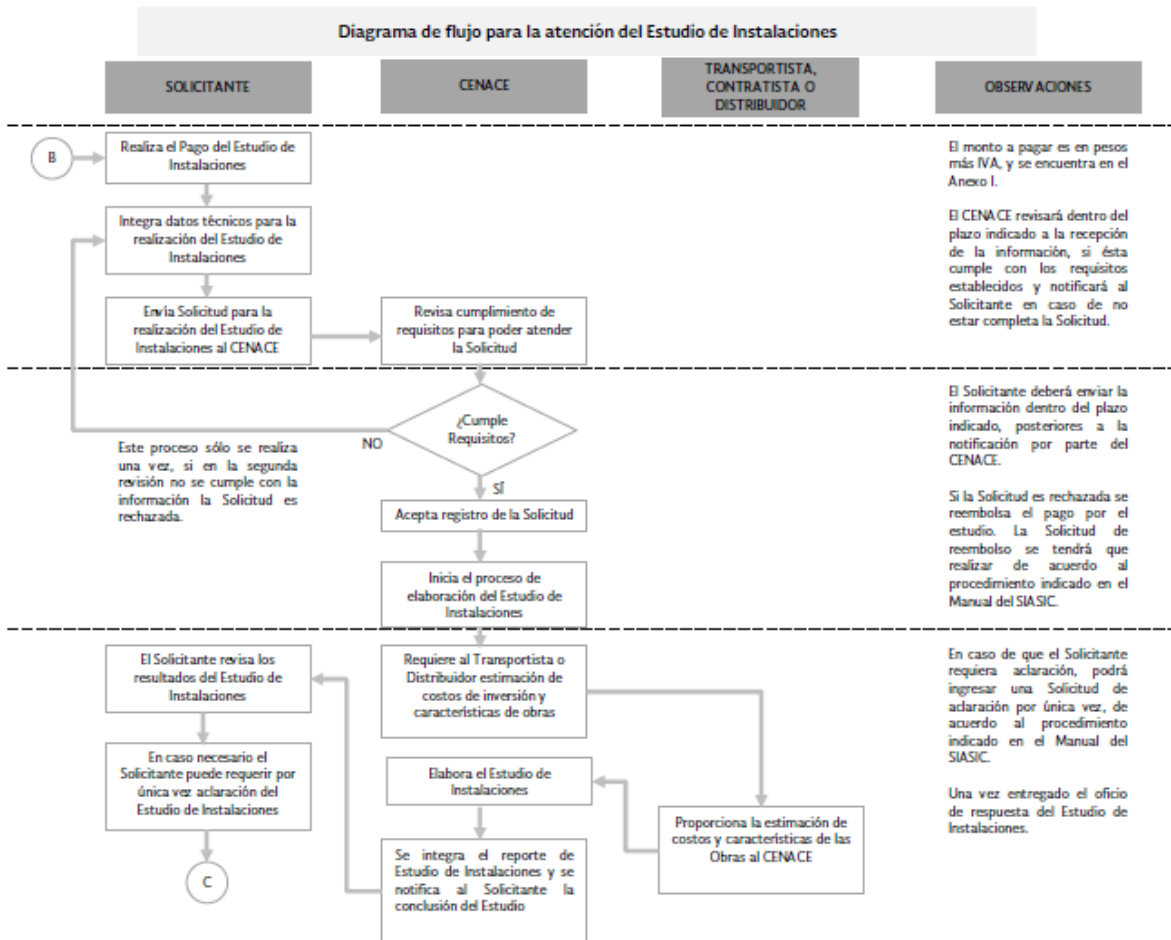 Diagrama de flujo para la atención del Estudio de Instalaciones
SOLICITANTE
CENACE
TRANSPORTISTA,
CONTRATISTA O
DISTRIBUIDOR
OBSERVACIONES
B
Realiza el Pago del Estudio de
Instalaciones
El monto a pagar es en pesos
más IVA, y se encuentra en el
Anexo I.
Integra datos técnicos para la
realización del Estudio de
Instalaciones
El CENACE revisará dentro del
plazo indicado a la recepción
de la información, si ésta
cumple con los requisitos
establecidos y notificará al
Solicitante en caso de no
estar completa la Solicitud.
Envía Solicitud para la
realización del Estudio de
Instalaciones al CENACE
Revisa cumplimiento de
requisitos para poder atender
la Solicitud
¿Cumple
Requisitos?
NO
SÍ
Este proceso sólo se realiza
una vez, si en la segunda
revisión no se cumple con la
información la Solicitud es
rechazada.
El Solicitante deberá enviar la
información dentro del plazo
indicado, posteriores a la
notificación por parte del
CENACE.
Acepta registro de la Solicitud
Si la Solicitud es rechazada se
reembolsa el pago por el
estudio. La Solicitud de
reembolso se tendrá que
realizar de acuerdo al
procedimiento indicado en el
Manual del SIASIC.
Inicia el proceso de
elaboración del Estudio de
Instalaciones
El Solicitante revisa los
resultados del Estudio de
Instalaciones
Requiere al Transportista o
Distribuidor estimación de
costos de inversión y
características de obras
En caso de que el Solicitante
requiera aclaración, podrá
ingresar una Solicitud de
aclaración por única vez, de
acuerdo al procedimiento
indicado en el Manual del
SIASIC.
En caso necesario el
Solicitante puede requerir por
única vez aclaración del
Estudio de Instalaciones
Elabora el Estudio de
Instalaciones
Proporciona la estimación de
costos y características de las
Obras al CENACE
Una vez entregado el oficio
de respuesta del Estudio de
Instalaciones.
C
Se integra el reporte de
Estudio de Instalaciones y se
notifica al Solicitante la
conclusión del Estudio